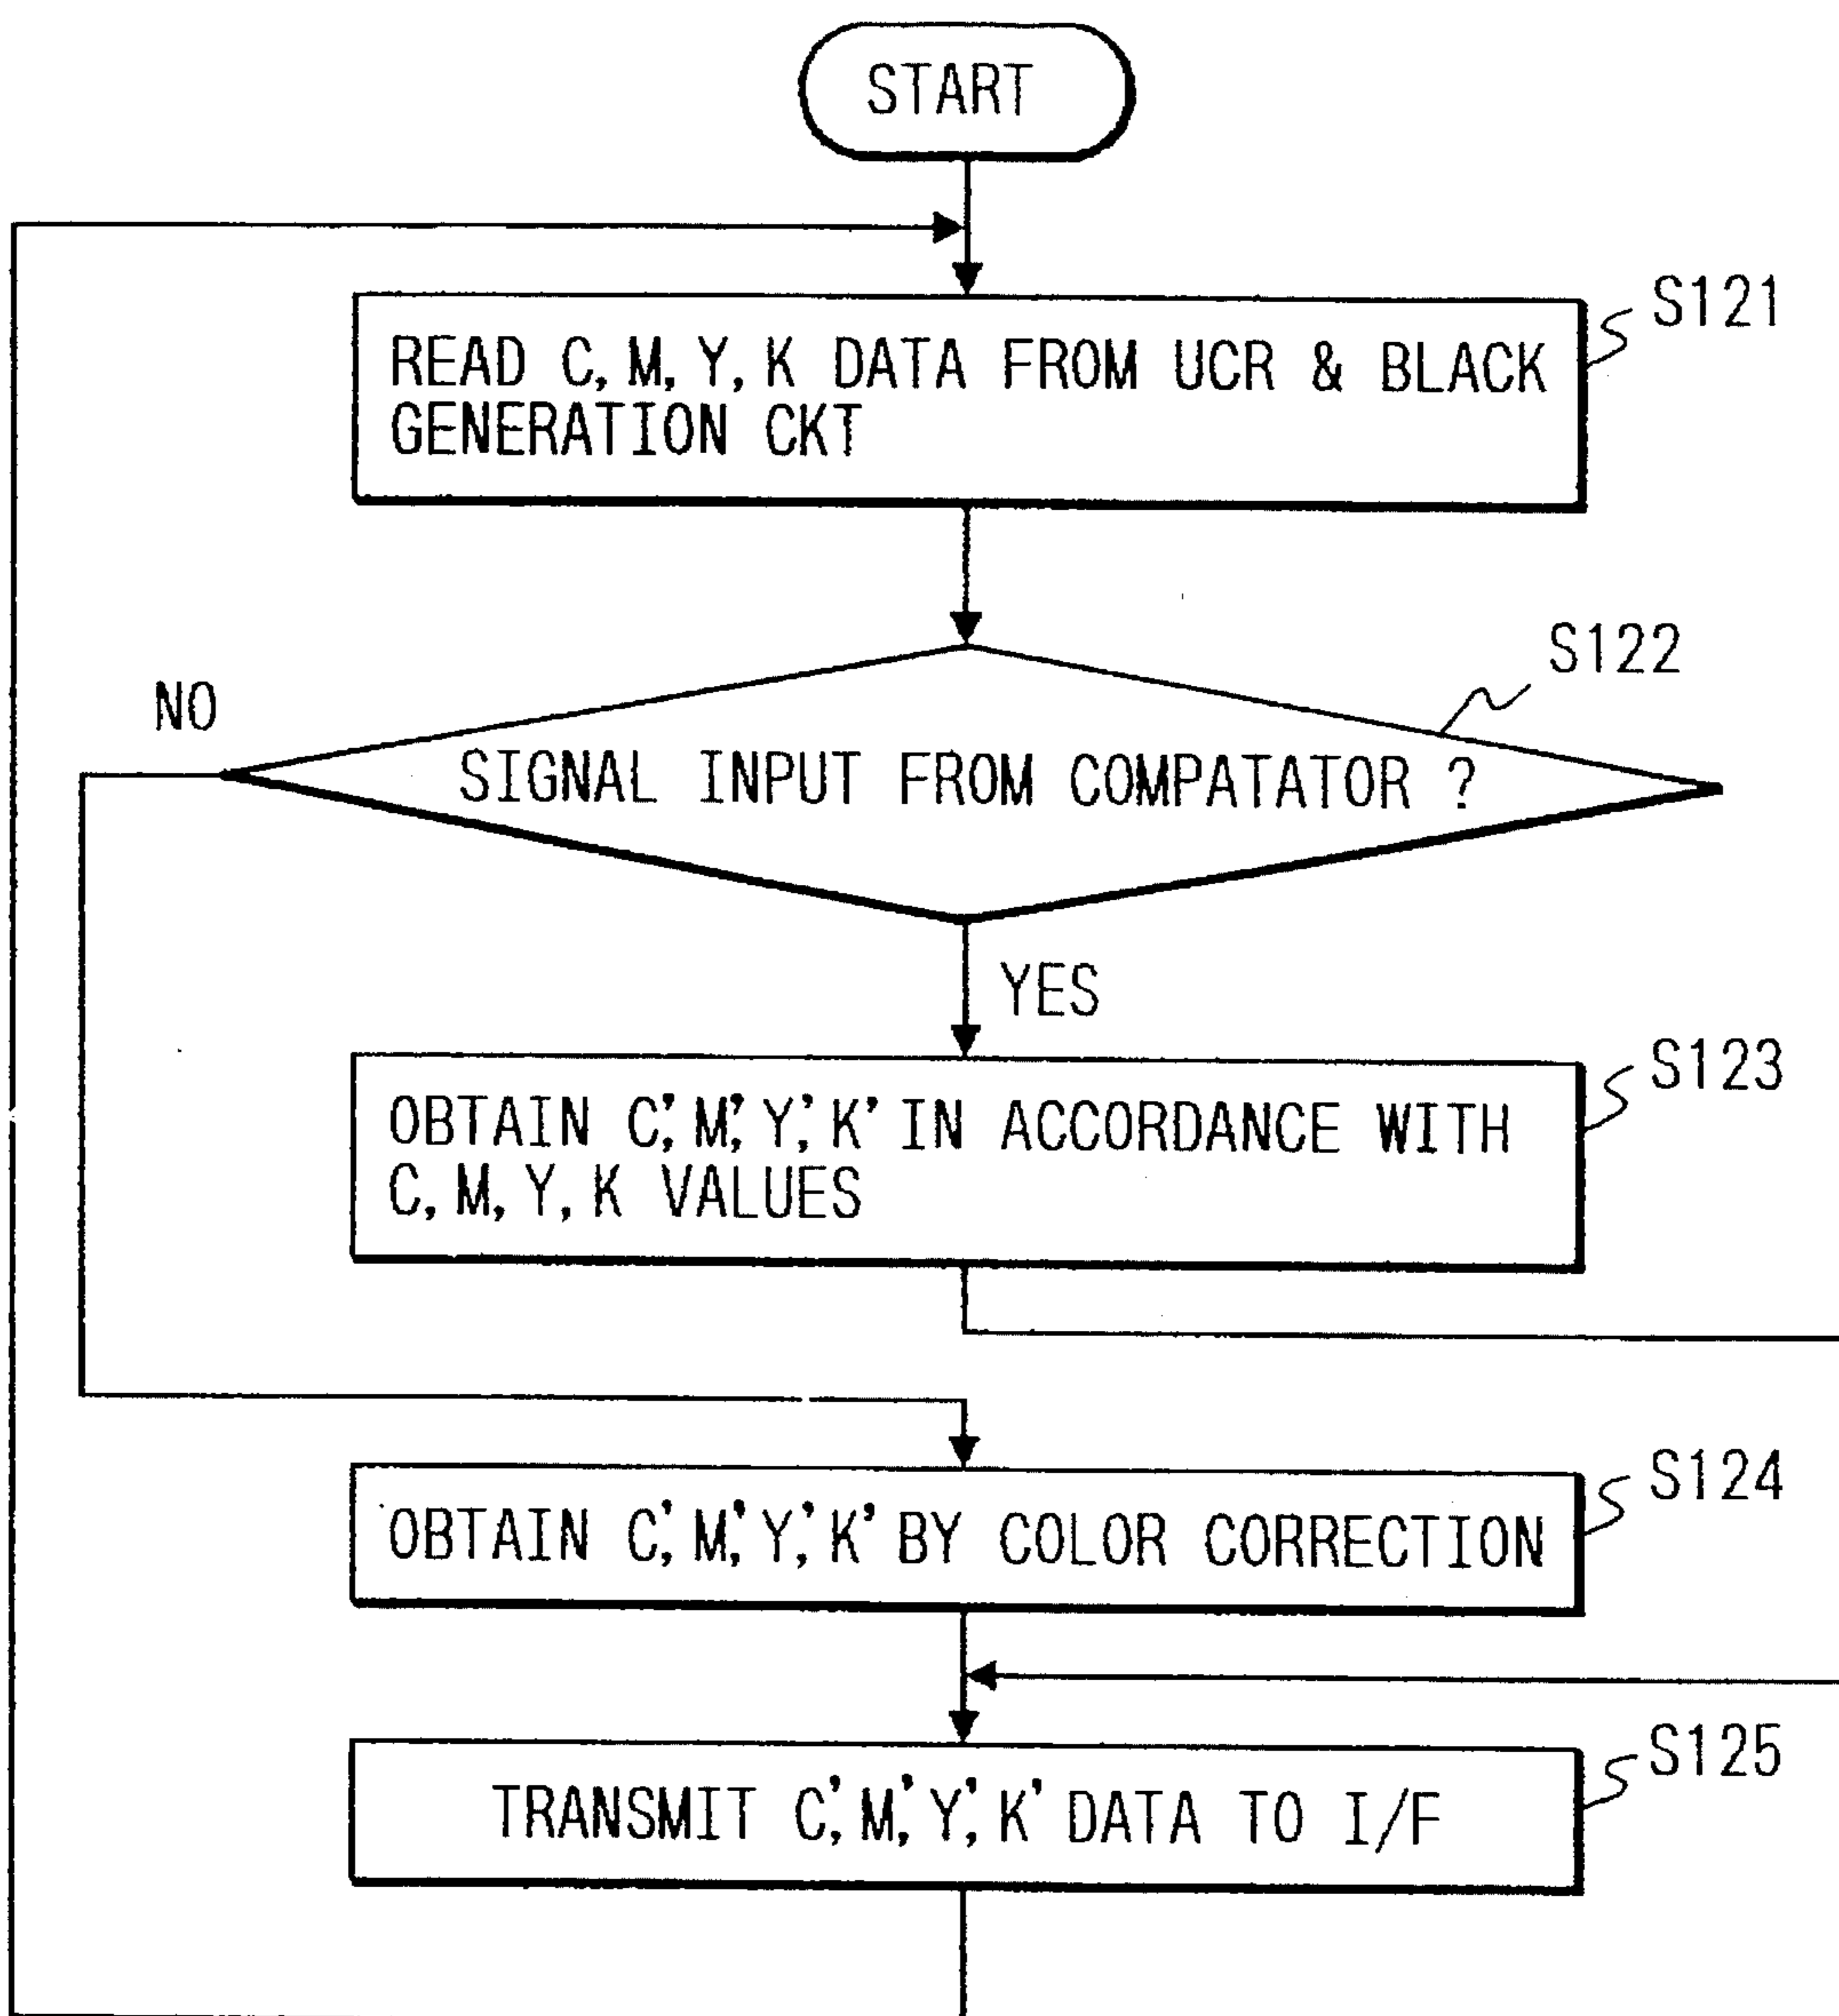 START
S121
READ C, M, Y, K DATA FROM UCR & BLACK
GENERATION CKT
S122
NO
SIGNAL INPUT FROM COMPATATOR ?
YES
S123
OBTAIN C', M', Y', K' IN ACCORDANCE WITH
C, M, Y, K VALUES
S124
OBTAIN C', M', Y', K' BY COLOR CORRECTION
S125
TRANSMIT C', M', Y', K' DATA TO I/F